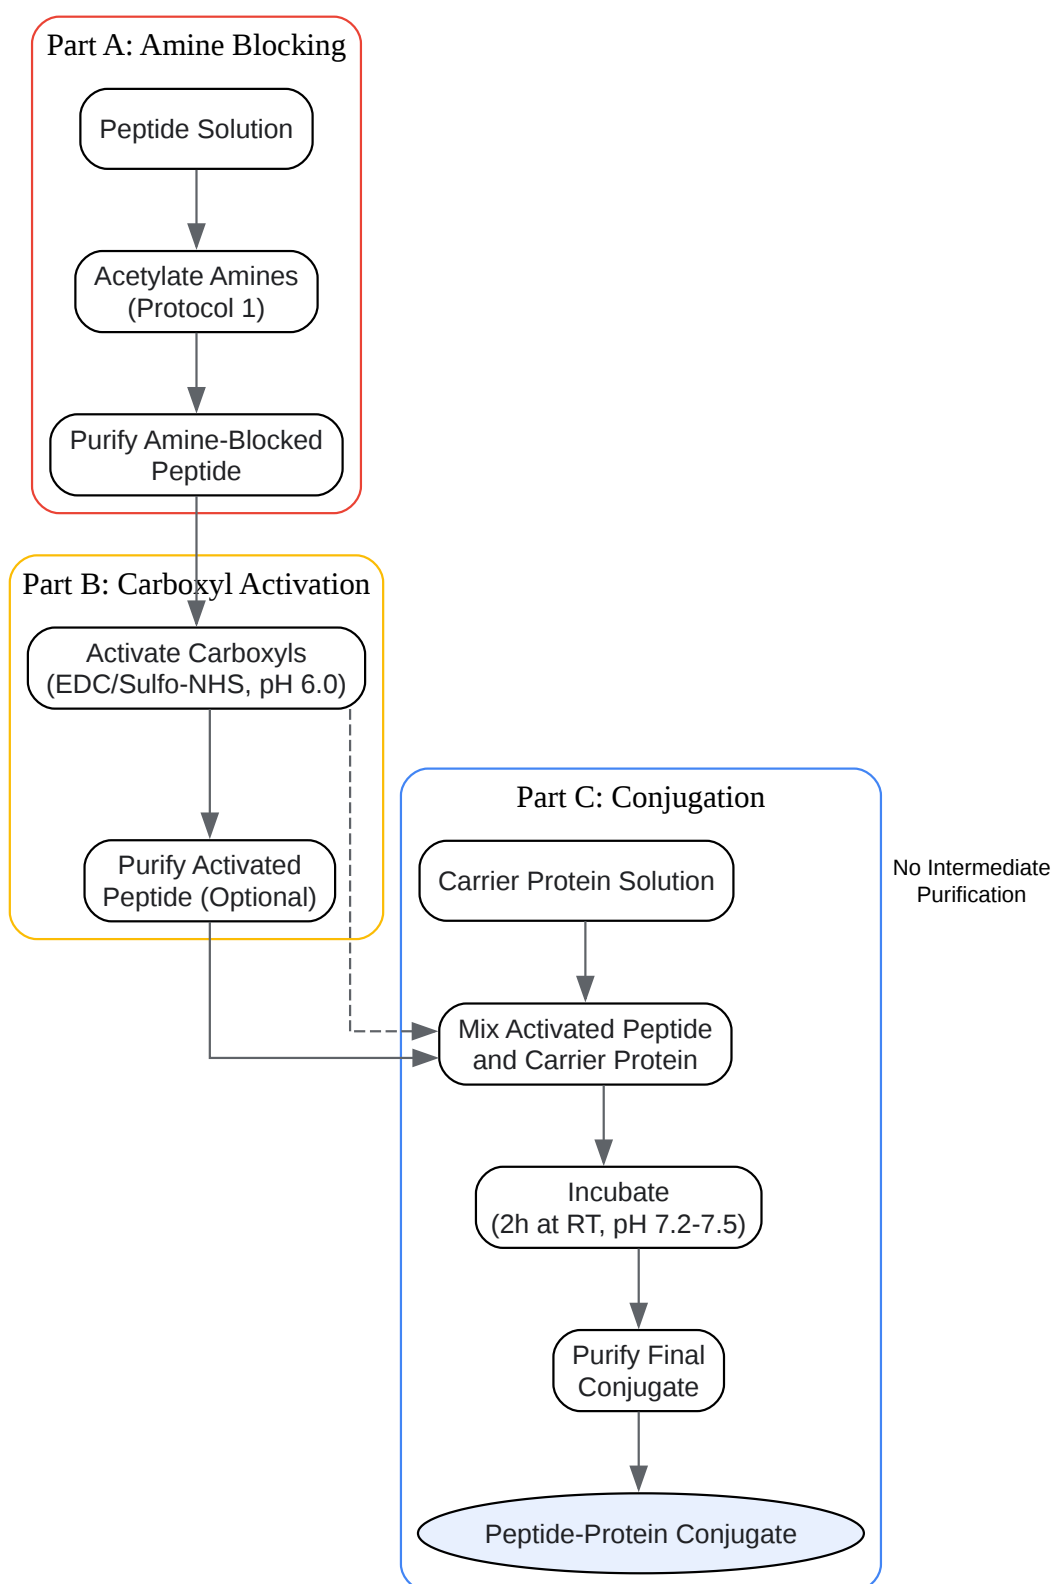 Part A: Amine Blocking
Peptide Solution
Acetylate Amines
(Protocol 1)
Purify Amine-Blocked
Peptide
Part B: Carboxyl Activation
Activate Carboxyls
(EDC/Sulfo-NHS, pH 6.0)
Purify Activated
Peptide (Optional)
Part C: Conjugation
Carrier Protein Solution
No Intermediate
Purification
Mix Activated Peptide
and Carrier Protein
Incubate
(2h at RT, pH 7.2-7.5)
Purify Final
Conjugate
Peptide-Protein Conjugate